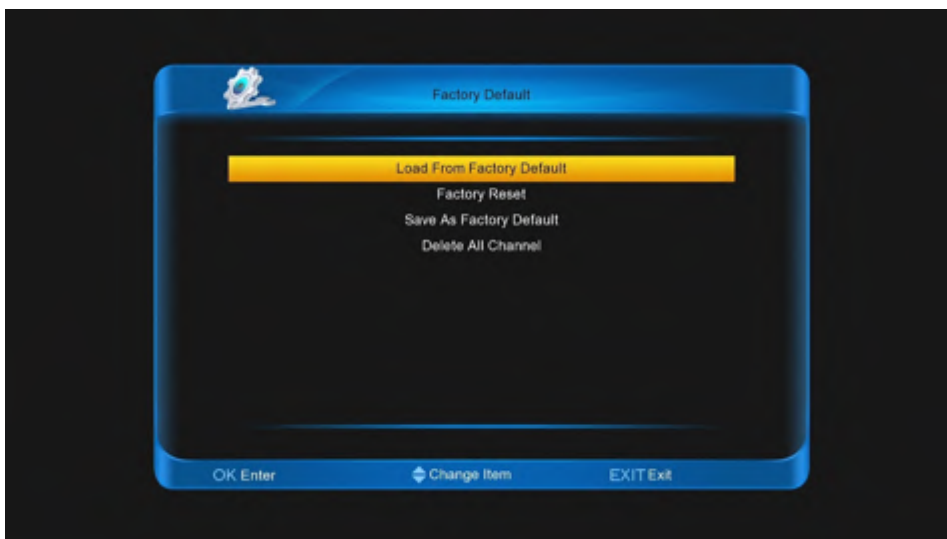 Factory Default
Load From Factory Default
Factory Reset
Save As Factory Default
Delete All Channel
OK Enter Change Item EXIT Exit